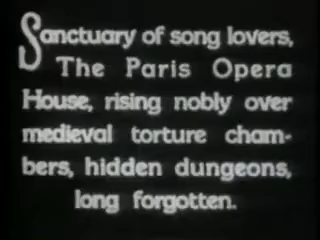 Sanctuary of song lovers,
The Paris Opera
House, rising nobly over
medieval torture cham-
bers, hidden dungeons,
long forgotten.